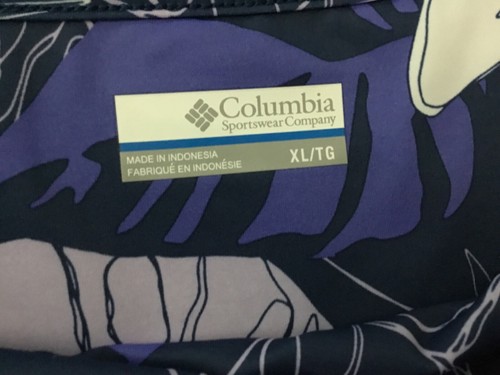 Columbia
Sportswear Company
MADE IN INDONESIA
FABRIQUÉ EN INDONÉSIE
XL/TG